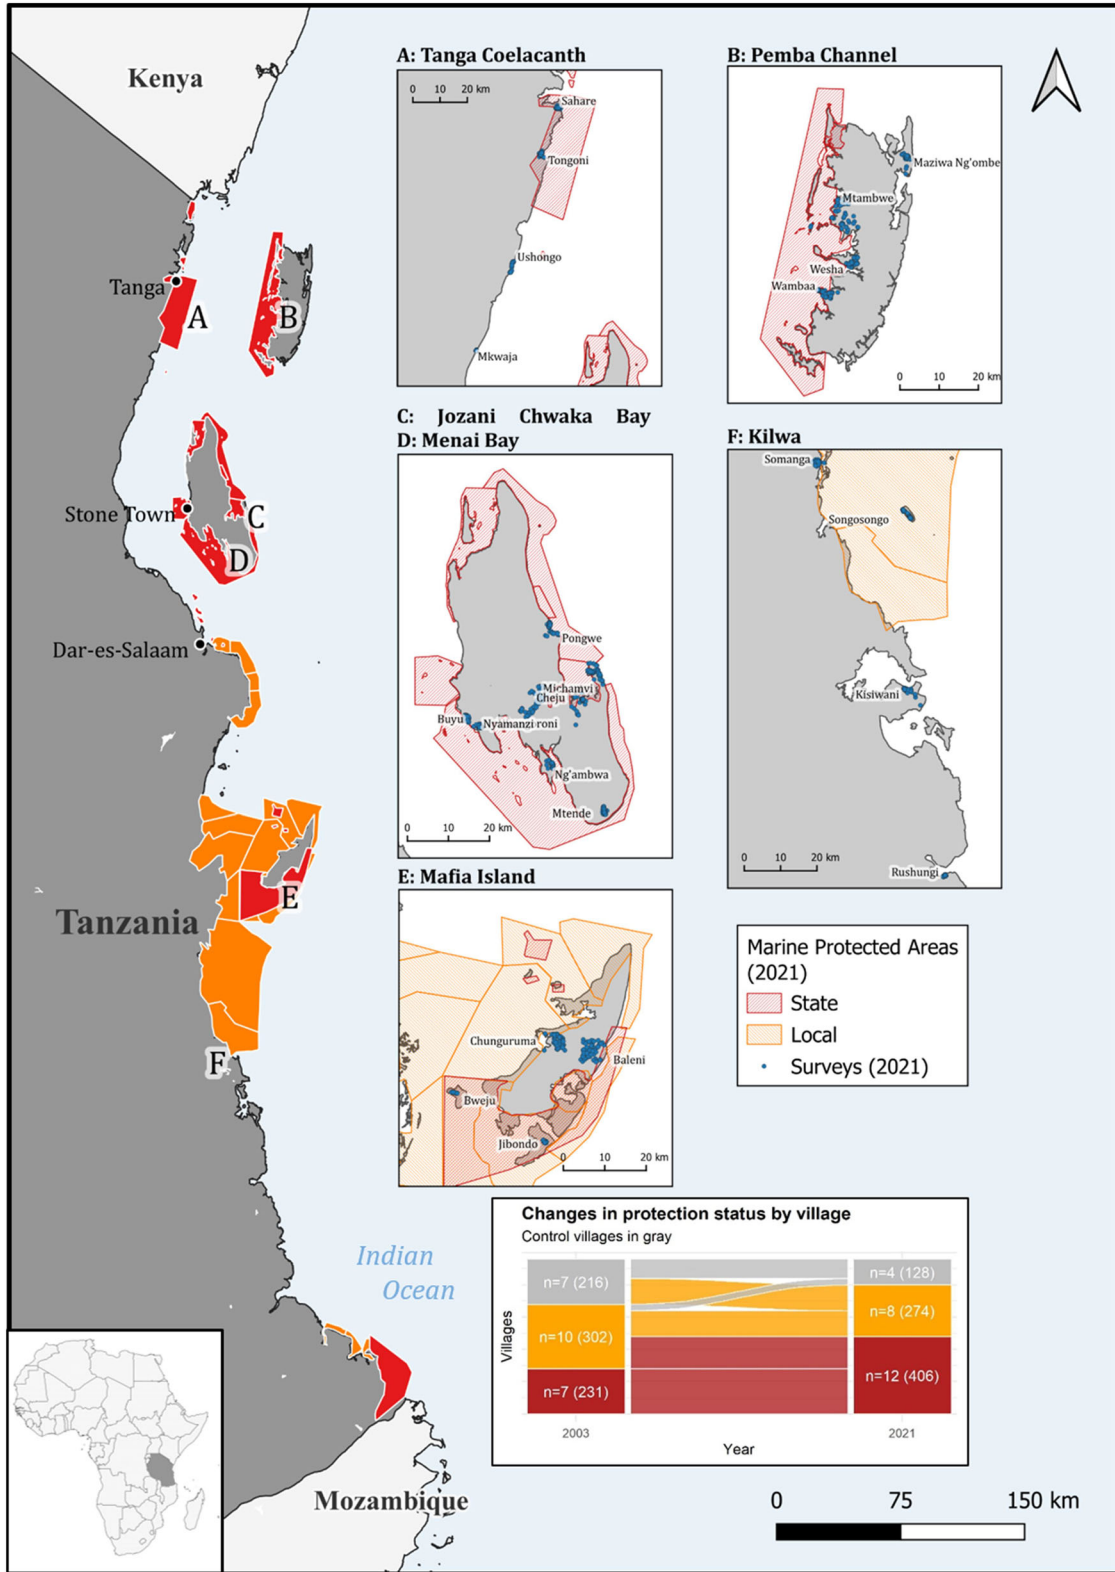 Kenya
Tanga
A
B
Stone Town
C
D
Dar-es-Salaam
E
Tanzania
F
Indian
Ocean
Mozambique
A: Tanga Coelacanth
0 10 20 km
Sahare
Tongoni
Ushongo
Mkwaja
B: Pemba Channel
Maziwa Ng'ombe
Mtambwe
Wesha
Wambaa
0 10 20 km
C: Jozani Chwaka Bay
D: Menai Bay
Pongwe
Michamvi
Cheju
Buyu
Nyamanzi
roni
Ng'ambwa
Mtende
0 10 20 km
F: Kilwa
Somanga
Songosongo
Kisiwani
0 10 20 km
Rushungi
E: Mafia Island
Chunguruma
Baleni
Bweju
Jibondo
0 10 20 km
Marine Protected Areas
(2021)
State
Local
Surveys (2021)
Changes in protection status by village
Control villages in gray
Villages
n=7 (216)
n=10 (302)
n=7 (231)
n=4 (128)
n=8 (274)
n=12 (406)
2003
2021
Year
0 75 150 km